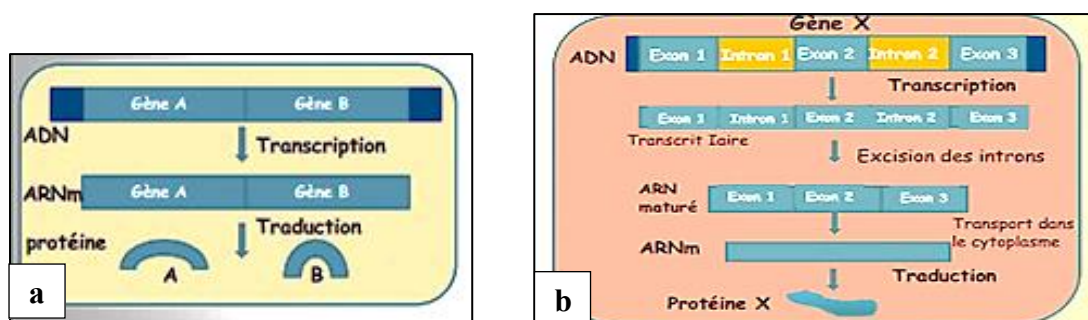 Gène A Gène B
ADN
Transcription
ARNm Gène A Gène B
Traduction
protéine
A B
a
Gène X
ADN Exon 1 Intron 1 Exon 2 Intron 2 Exon 3
Transcription
Exon 1 Intron 1 Exon 2 Intron 2 Exon 3
Transcrit Iaire
Excision des introns
ARN
maturé Exon 1 Exon 2 Exon 3
Transport dans
le cytoplasme
ARNm
Traduction
Protéine X
b